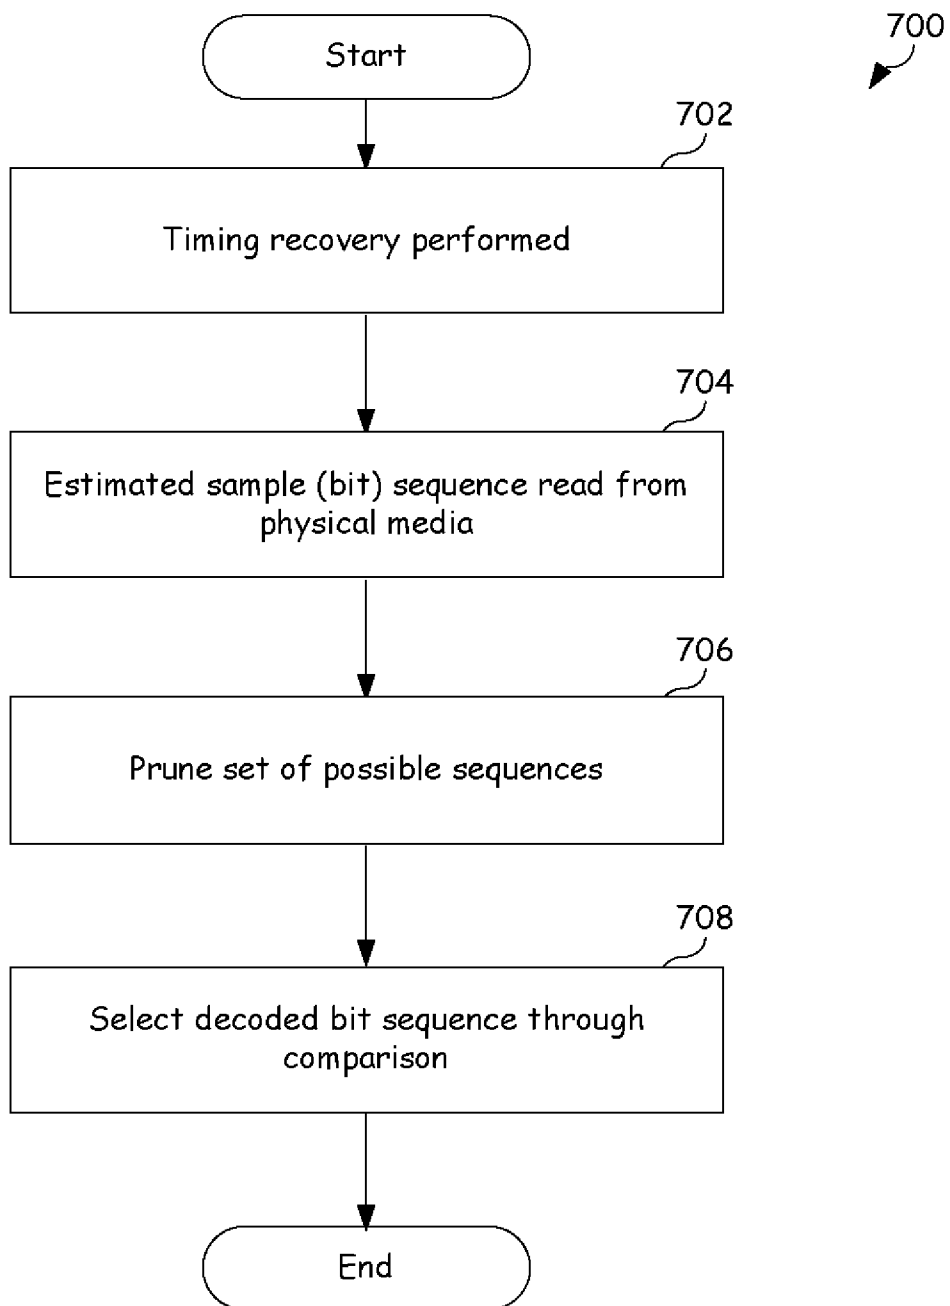 700
Start
702
Timing recovery performed
704
Estimated sample (bit) sequence read from
physical media
706
Prune set of possible sequences
708
Select decoded bit sequence through
comparison
End